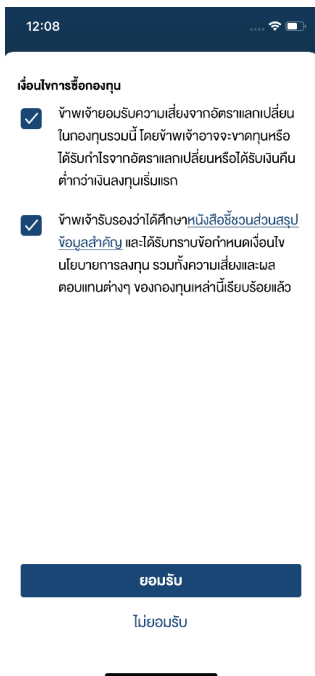 12:08
เงื่อนไขการซื้อกองทุน
ข้าพเจ้ายอมรับความเสี่ยงจากอัตราแลกเปลี่ยน
ในกองทุนรวมนี้ โดยข้าพเจ้าอาจจะขาดทุนหรือ
ได้รับกำไรจากอัตราแลกเปลี่ยนหรือได้รับเงินคืน
ต่ำกว่าเงินลงทุนเริ่มแรก
ข้าพเจ้ารับรองว่าได้ศึกษาหนังสือชี้ชวนส่วนสรุป
ข้อมูลสำคัญ และได้รับทราบข้อกำหนดเงื่อนไข
นโยบายการลงทุน รวมทั้งความเสี่ยงและผล
ตอบแทนต่างๆ ของกองทุนเหล่านี้เรียบร้อยแล้ว
ยอมรับ
ไม่ยอมรับ